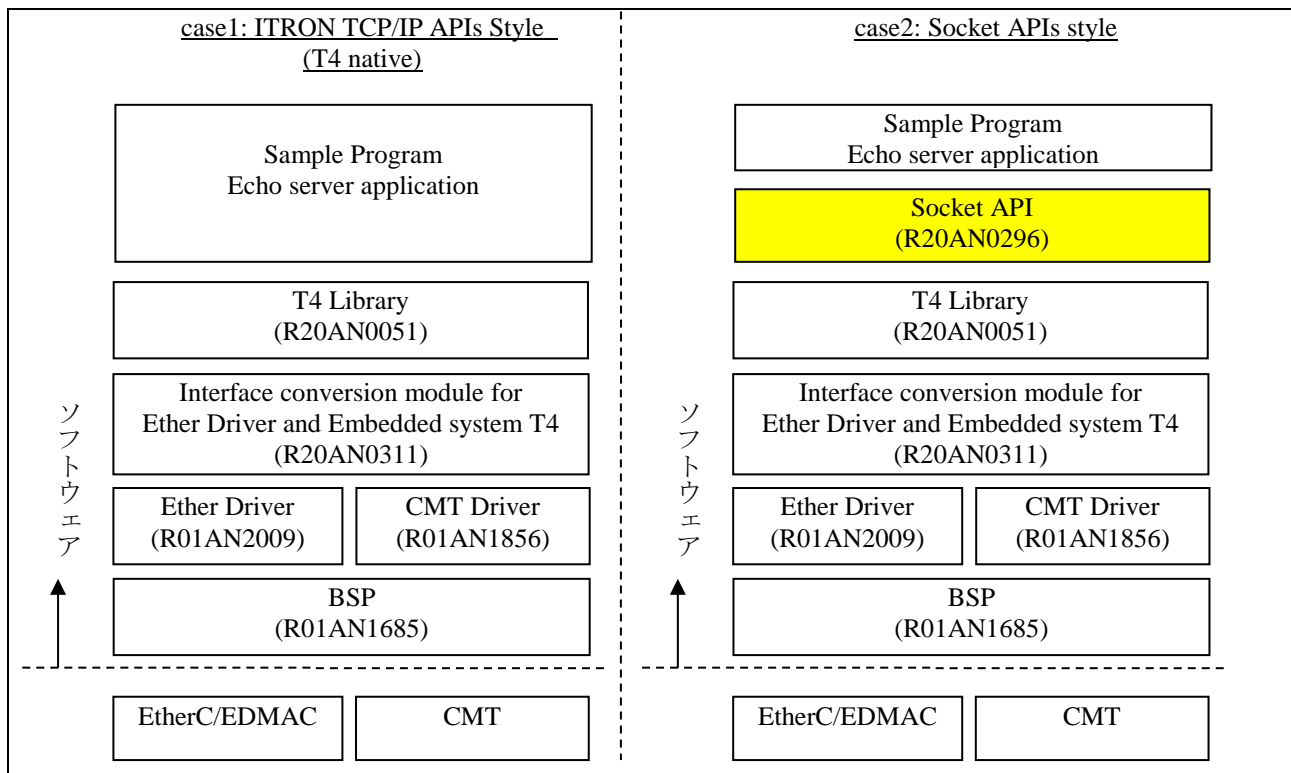 case1: ITRON TCP/IP APIs Style
(T4 native)
Sample Program
Echo server application
T4 Library
(R20AN0051)
Interface conversion module for
Ether Driver and Embedded system T4
(R20AN0311)
Ether Driver
(R01AN2009)
CMT Driver
(R01AN1856)
BSP
(R01AN1685)
ソフトウェア
EtherC/EDMAC
CMT
case2: Socket APIs style
Sample Program
Echo server application
Socket API
(R20AN0296)
T4 Library
(R20AN0051)
Interface conversion module for
Ether Driver and Embedded system T4
(R20AN0311)
Ether Driver
(R01AN2009)
CMT Driver
(R01AN1856)
BSP
(R01AN1685)
ソフトウェア
EtherC/EDMAC
CMT